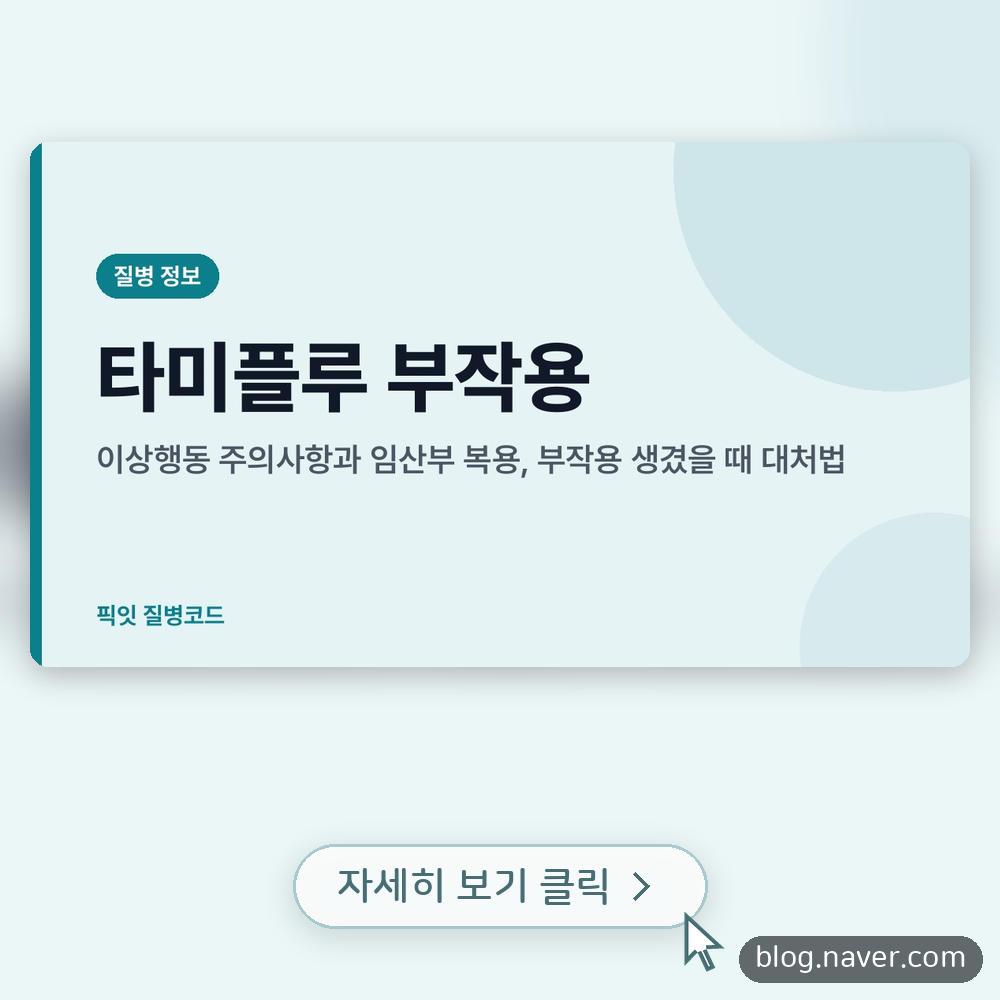 질병 정보
타미플루 부작용
이상행동 주의사항과 임산부 복용, 부작용 생겼을 때 대처법
픽잇 질병코드
자세히 보기 클릭
blog.naver.com